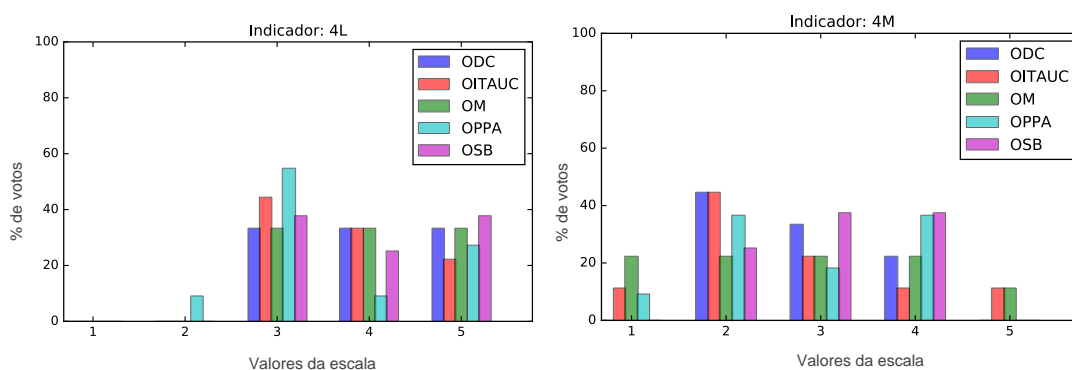 Indicador: 4L
% de votos
100
80
60
40
20
0
1 2 3 4 5
Valores da escala
ODC
OITAUC
OM
OPPA
OSB
Indicador: 4M
% de votos
100
80
60
40
20
0
1 2 3 4 5
Valores da escala
ODC
OITAUC
OM
OPPA
OSB